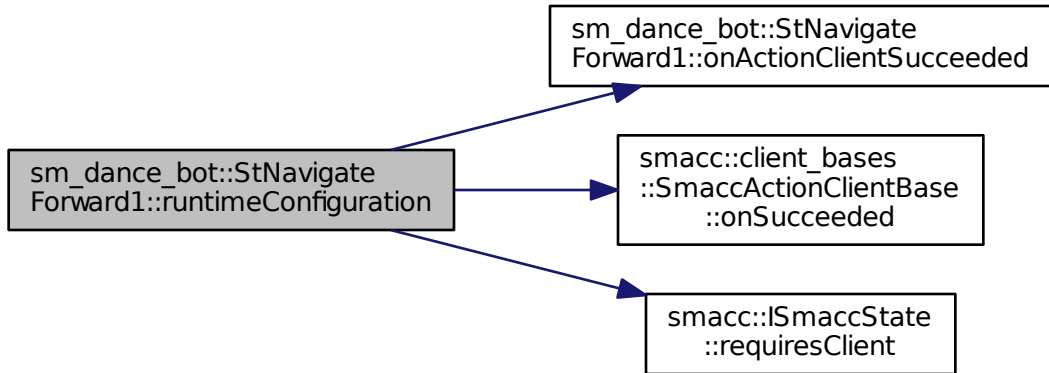 sm_dance_bot::StNavigate
Forward1::runtimeConfiguration
sm_dance_bot::StNavigate
Forward1::onActionClientSucceeded
smacc::client_bases
::SmaccActionClientBase
::onSucceeded
smacc::ISmaccState
::requiresClient